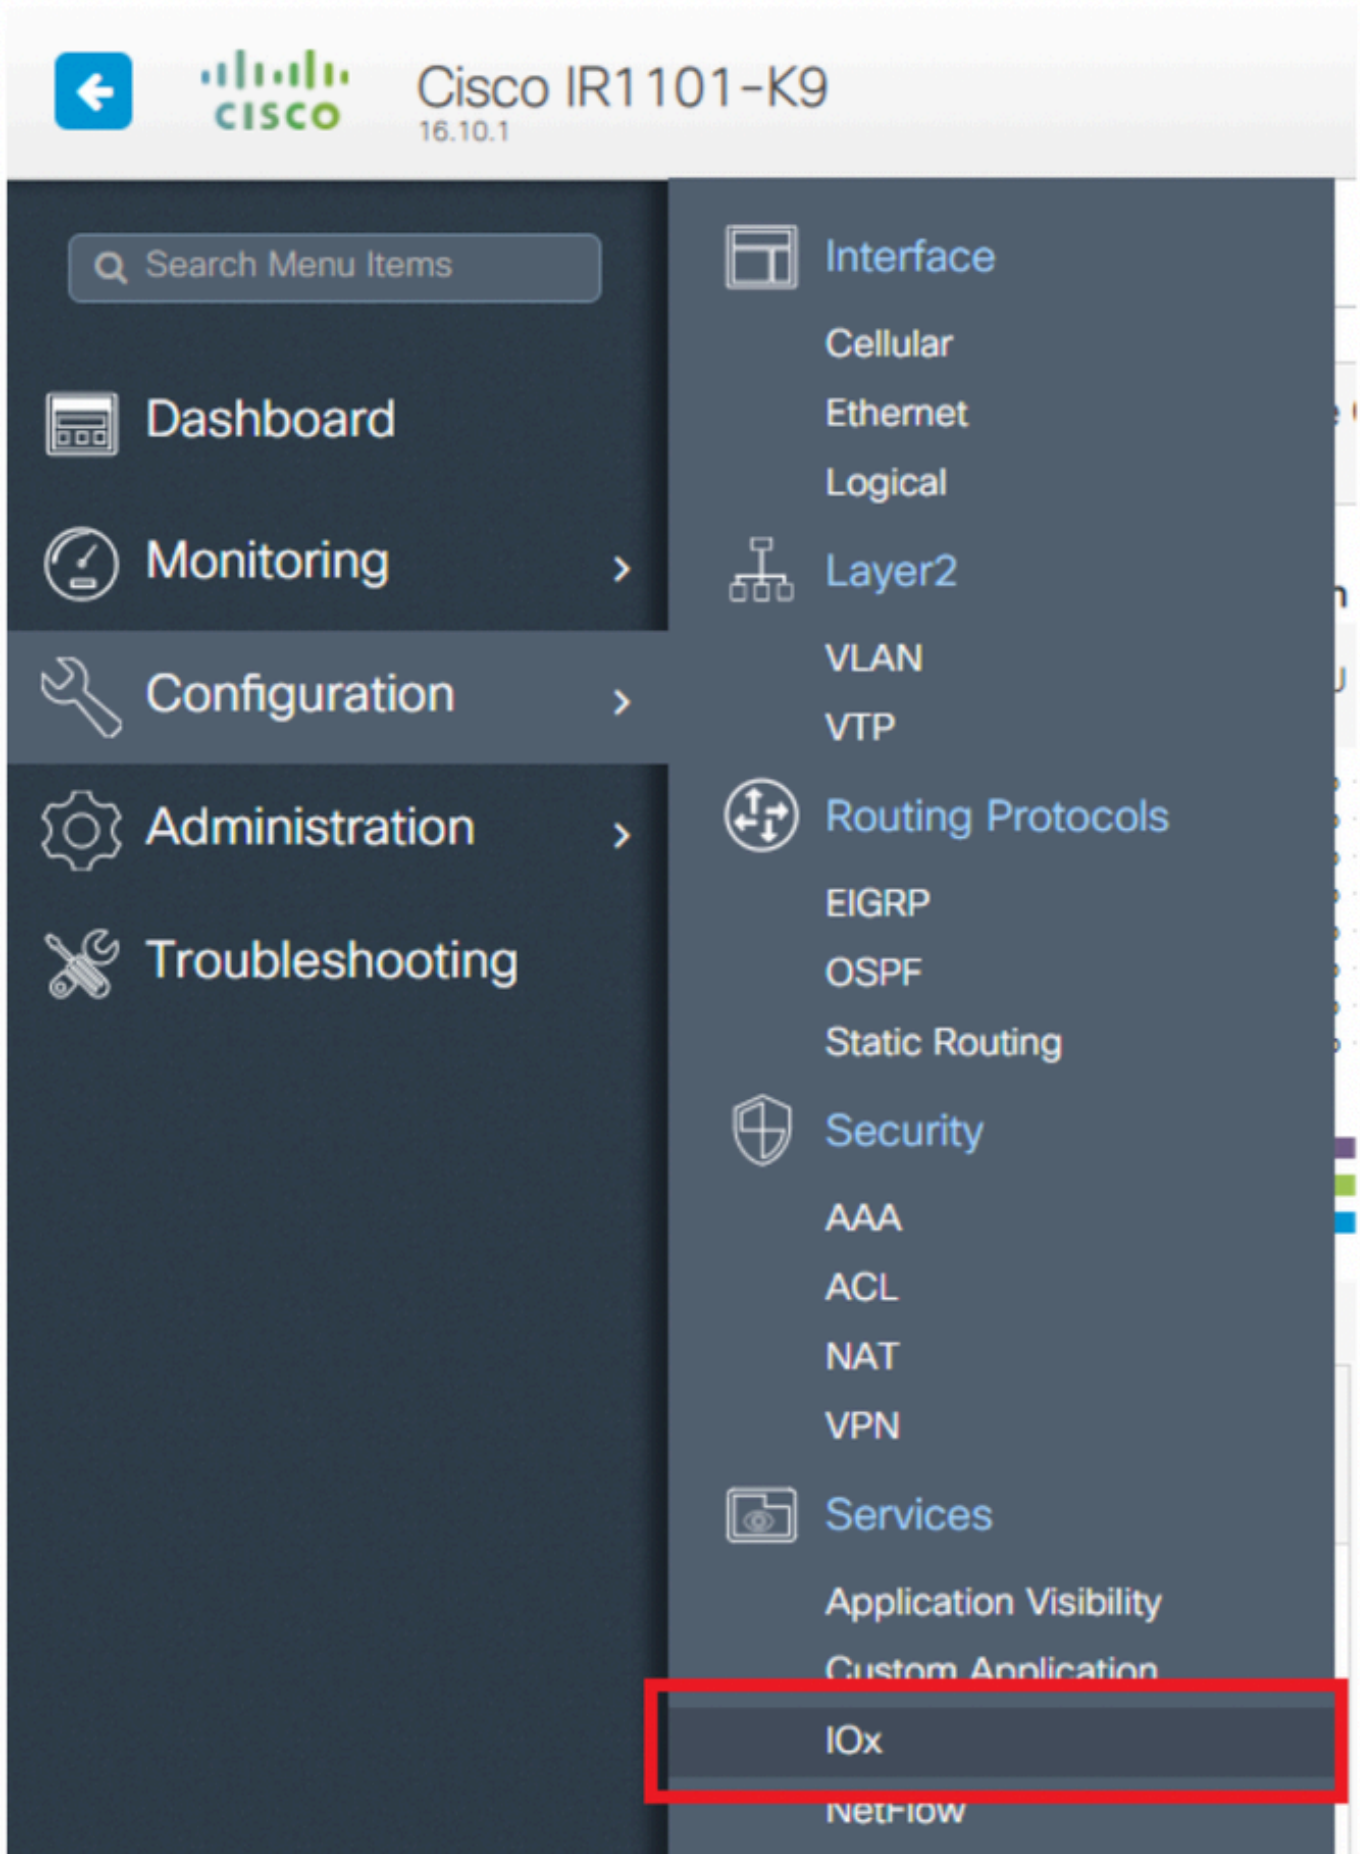 CISCO
Cisco IR1101-K9
16.10.1
Search Menu Items
Dashboard
Monitoring
Configuration
Administration
Troubleshooting
Interface
Cellular
Ethernet
Logical
Layer2
VLAN
VTP
Routing Protocols
EIGRP
OSPF
Static Routing
Security
AAA
ACL
NAT
VPN
Services
Application Visibility
Custom Application
IOx
NetFlow